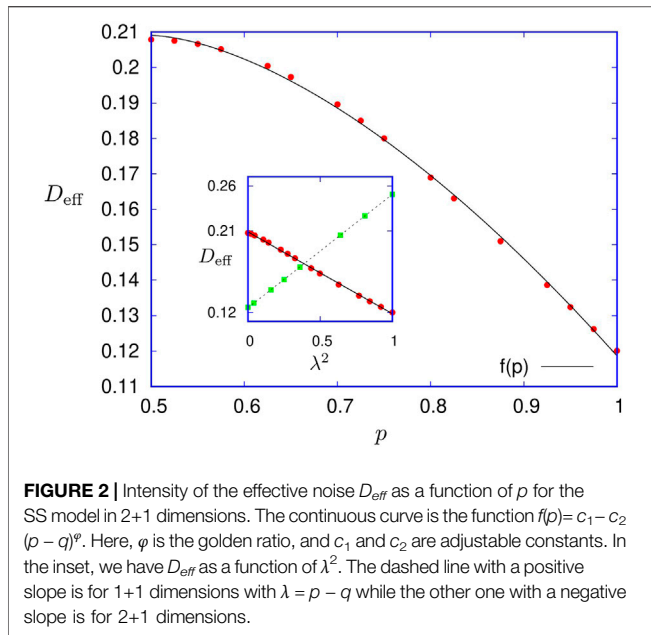 0.21
0.2
0.19
0.18
0.17
0.16
0.15
0.14
0.13
0.12
0.11
D_eff
0.5
0.6
0.7
0.8
0.9
1
p
f(p)
0.26
0.21
D_eff
0.12
0
0.5
1
λ²
FIGURE 2 | Intensity of the effective noise D_eff as a function of p for the
SS model in 2+1 dimensions. The continuous curve is the function f(p)= c₁ – c₂
(p – q)^φ. Here, φ is the golden ratio, and c₁ and c₂ are adjustable constants. In
the inset, we have D_eff as a function of λ². The dashed line with a positive
slope is for 1+1 dimensions with λ = p – q while the other one with a negative
slope is for 2+1 dimensions.